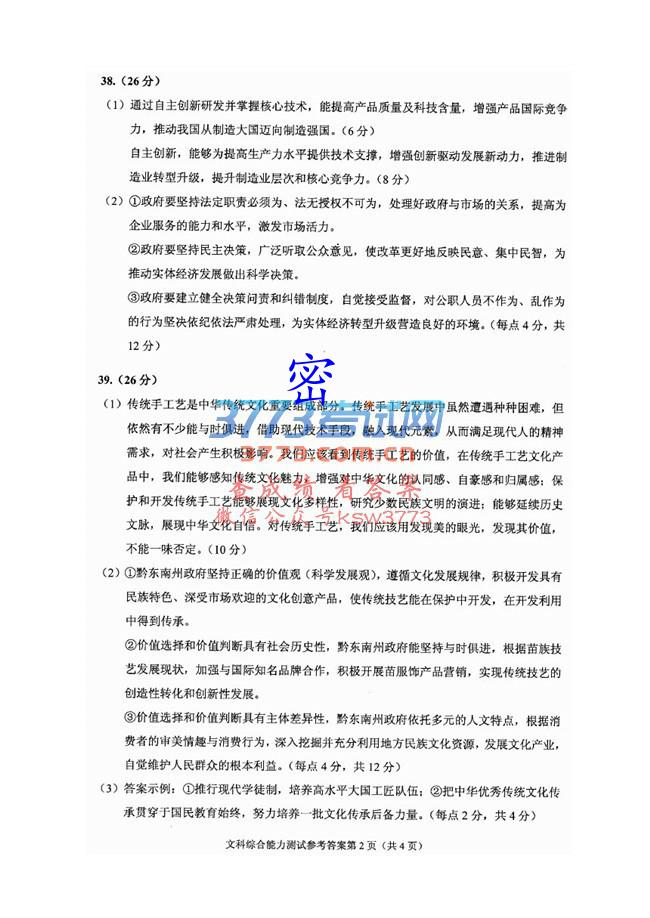 38.（26 分）
（1）通过自主创新研发并掌握核心技术，能提高产品质量及科技含量，增强产品国际竞争
力，推动我国从制造大国迈向制造强国。（6 分）
自主创新，能够为提高生产力水平提供技术支撑，增强创新驱动发展新动力，推进制
造业转型升级，提升制造业层次和核心竞争力。（8 分）
（2）①政府要坚持法定职责必须为、法无授权不可为，处理好政府与市场的关系，提高为
企业服务的能力和水平，激发市场活力。
②政府要坚持民主决策，广泛听取公众意见，使改革更好地反映民意、集中民智，为
推动实体经济发展做出科学决策。
③政府要建立健全决策问责和纠错制度，自觉接受监督，对公职人员不作为、乱作为
的行为坚决依纪依法严肃处理，为实体经济转型升级营造良好的环境。（每点 4 分，共
12 分）
密
39.（26 分）
（1）传统手工艺是中华传统文化重要组成部分。传统手工艺发展中虽然遭遇种种困难，但
依然有不少能与时俱进，借助现代技术手段，融入现代元素，从而满足现代人的精神
需求，对社会产生积极影响。我们应该看到传统手工艺的价值，在传统手工艺文化产
品中，我们能够感知传统文化魅力，增强对中华文化的认同感、自豪感和归属感；保
护和开发传统手工艺能够展现文化多样性，研究少数民族文明的演进；能够延续历史
文脉，展现中华文化自信。对传统手工艺，我们应该用发现美的眼光，发现其价值，
不能一味否定。（10 分）
3773考试网
3773.com.cn
查成绩 看答案
微信公众号ksw3773
（2）①黔东南州政府坚持正确的价值观（科学发展观），遵循文化发展规律，积极开发具有
民族特色、深受市场欢迎的文化创意产品，使传统技艺能在保护中开发，在开发利用
中得到传承。
②价值选择和价值判断具有社会历史性，黔东南州政府能坚持与时俱进，根据苗族技
艺发展现状，加强与国际知名品牌合作，积极开展苗服饰产品营销，实现传统技艺的
创造性转化和创新性发展。
③价值选择和价值判断具有主体差异性，黔东南州政府依托多元的人文特点，根据消
费者的审美情趣与消费行为，深入挖掘并充分利用地方民族文化资源，发展文化产业，
自觉维护人民群众的根本利益。（每点 4 分，共 12 分）
（3）答案示例：①推行现代学徒制，培养高水平大国工匠队伍；②把中华优秀传统文化传
承贯穿于国民教育始终，努力培养一批文化传承后备力量。（每点 2 分，共 4 分）
文科综合能力测试参考答案第 2 页（共 4 页）